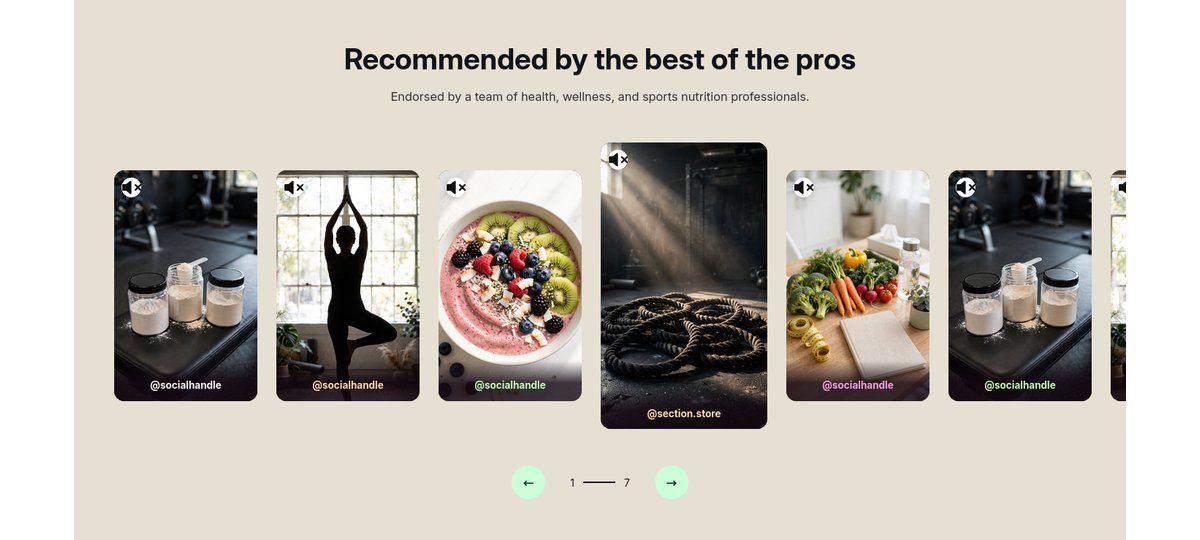 Recommended by the best of the pros
Endorsed by a team of health, wellness, and sports nutrition professionals.
@socialhandle
@socialhandle
@socialhandle
@section.store
@socialhandle
@socialhandle
← 1 7 →